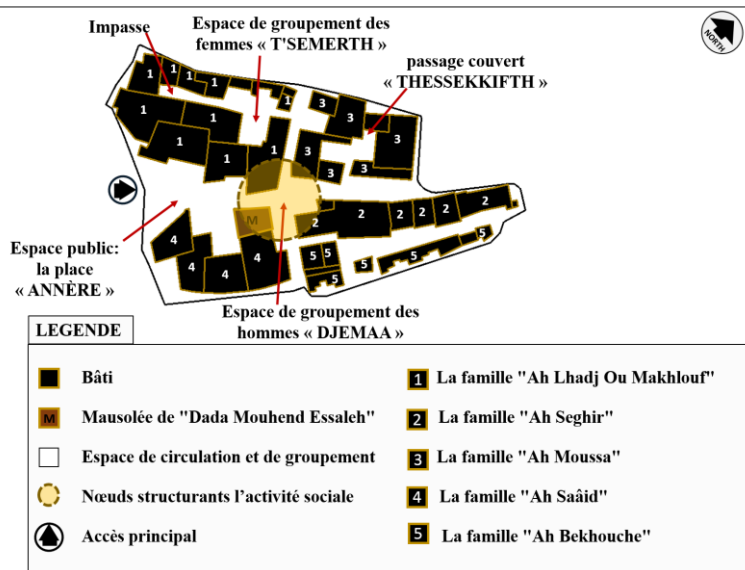 Impasse
Espace de groupement des
femmes « T'SEMERTH »
passage couvert
« THESSEKKIFTH »
NORTH
1
1
1
1
1
1
1
1
1
1
3
3
3
3
3
3
M
2
2
2
2
2
2
4
4
4
4
5
5
5
5
5
5
Espace public:
la place
« ANNÈRE »
Espace de groupement des
hommes « DJEMAA »
LEGENDE
Bâti
M Mausolée de "Dada Mouhend Essaleh"
Espace de circulation et de groupement
Nœuds structurants l'activité sociale
Accès principal
1 La famille "Ah Lhadj Ou Makhlouf"
2 La famille "Ah Seghir"
3 La famille "Ah Moussa"
4 La famille "Ah Saâid"
5 La famille "Ah Bekhouche"